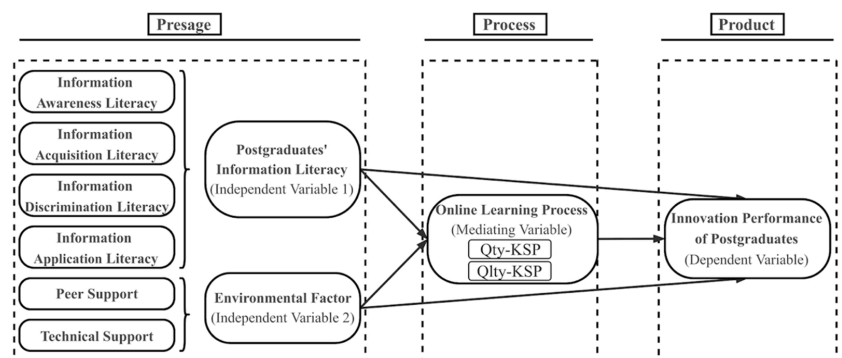 Presage
Process
Product
Information
Awareness Literacy
Information
Acquisition Literacy
Information
Discrimination Literacy
Information
Application Literacy
Peer Support
Technical Support
Postgraduates'
Information Literacy
(Independent Variable 1)
Environmental Factor
(Independent Variable 2)
Online Learning Process
(Mediating Variable)
Qty-KSP
Qlty-KSP
Innovation Performance
of Postgraduates
(Dependent Variable)